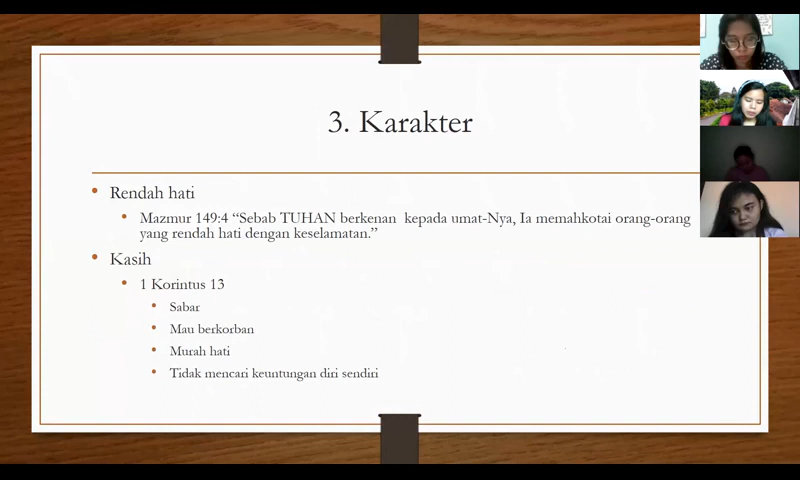 3. Karakter
Rendah hati
Mazmur 149:4 “Sebab TUHAN berkenan kepada umat-Nya, Ia memahkotai orang-orang
yang rendah hati dengan keselamatan.”
Kasih
1 Korintus 13
Sabar
Mau berkorban
Murah hati
Tidak mencari keuntungan diri sendiri